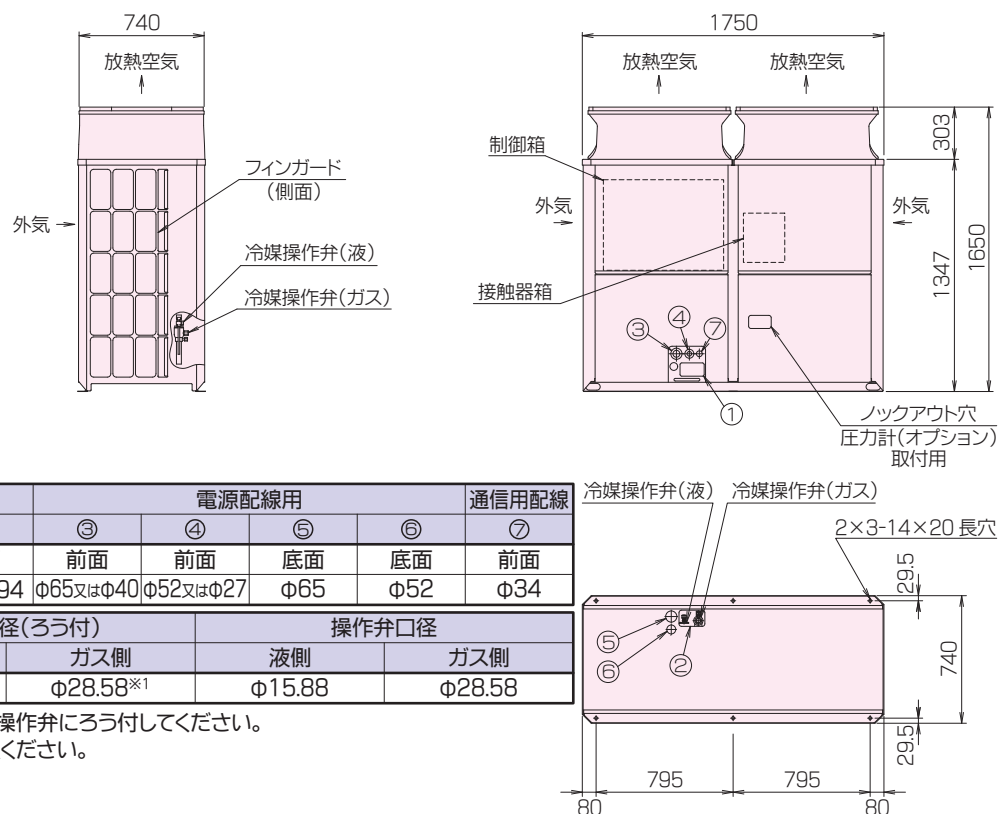 740
放熱空気
フィンガード
(側面)
外気
冷媒操作弁(液)
冷媒操作弁(ガス)
1750
放熱空気 放熱空気
制御箱
外気 外気
接触器箱
303
1347
1650
③ ④ ⑦
①
ノックアウト穴
圧力計(オプション)
取付用
電源配線用 通信用配線
③ ④ ⑤ ⑥ ⑦
前面 前面 底面 底面 前面
94 Φ65又はΦ40 Φ52又はΦ27 Φ65 Φ52 Φ34
径(ろう付) 操作弁口径
ガス側 液側 ガス側
Φ28.58※1 Φ15.88 Φ28.58
操作弁にろう付してください。
ください。
冷媒操作弁(液) 冷媒操作弁(ガス)
2×3-14×20 長穴
29.5
⑤
⑥ ②
740
29.5
795 795
80 80